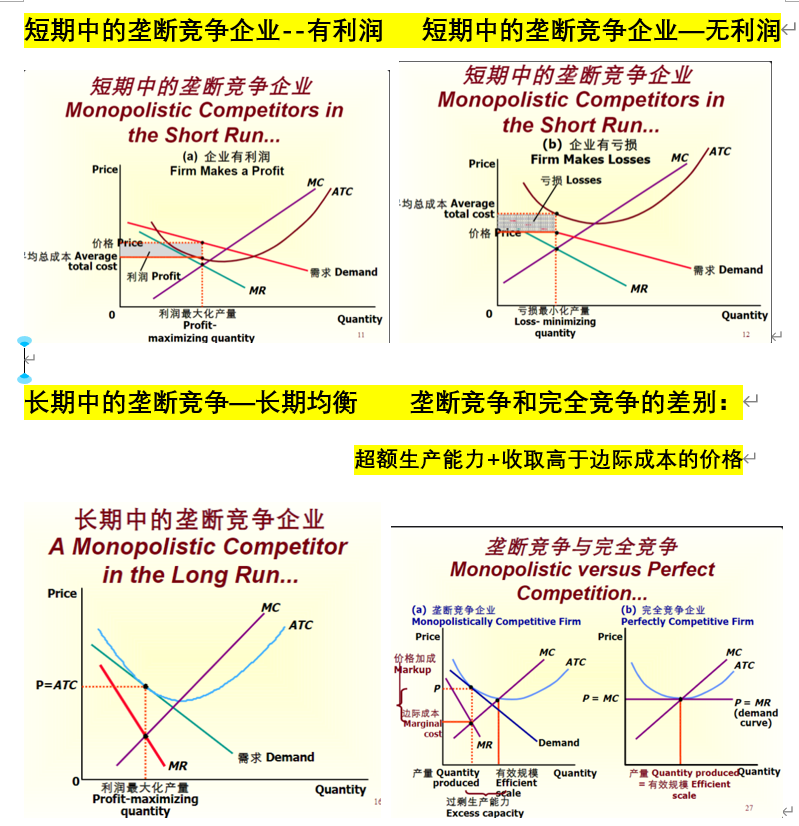 短期中的垄断竞争企业--有利润 短期中的垄断竞争企业—无利润
短期中的垄断竞争企业
Monopolistic Competitors in
the Short Run...
(a) 企业有利润
Firm Makes a Profit
Price
MC
ATC
价格 Price
均总成本 Average
total cost
利润 Profit
需求 Demand
MR
0
利润最大化产量
Profit-
maximizing quantity
Quantity
11
短期中的垄断竞争企业
Monopolistic Competitors in
the Short Run...
(b) 企业有亏损
Firm Makes Losses
Price
MC
ATC
亏损 Losses
平均总成本 Average
total cost
价格 Price
需求 Demand
MR
0
亏损最小化产量
Loss- minimizing
quantity
Quantity
12
长期中的垄断竞争—长期均衡 垄断竞争和完全竞争的差别：
超额生产能力+收取高于边际成本的价格
长期中的垄断竞争企业
A Monopolistic Competitor
in the Long Run...
Price
MC
ATC
P=ATC
MR
需求 Demand
0
利润最大化产量
Profit-maximizing
quantity
Quantity
16
垄断竞争与完全竞争
Monopolistic versus Perfect
Competition...
(a) 垄断竞争企业
Monopolistically Competitive Firm
Price
MC
ATC
价格加成
Markup
P
边际成本
Marginal
cost
MR
Demand
产量 Quantity
produced
有效规模
Efficient
scale
Quantity
过剩生产能力
Excess capacity
(b) 完全竞争企业
Perfectly Competitive Firm
Price
MC
ATC
P = MC
P = MR
(demand
curve)
产量 Quantity produced
= 有效规模 Efficient
scale
Quantity
27